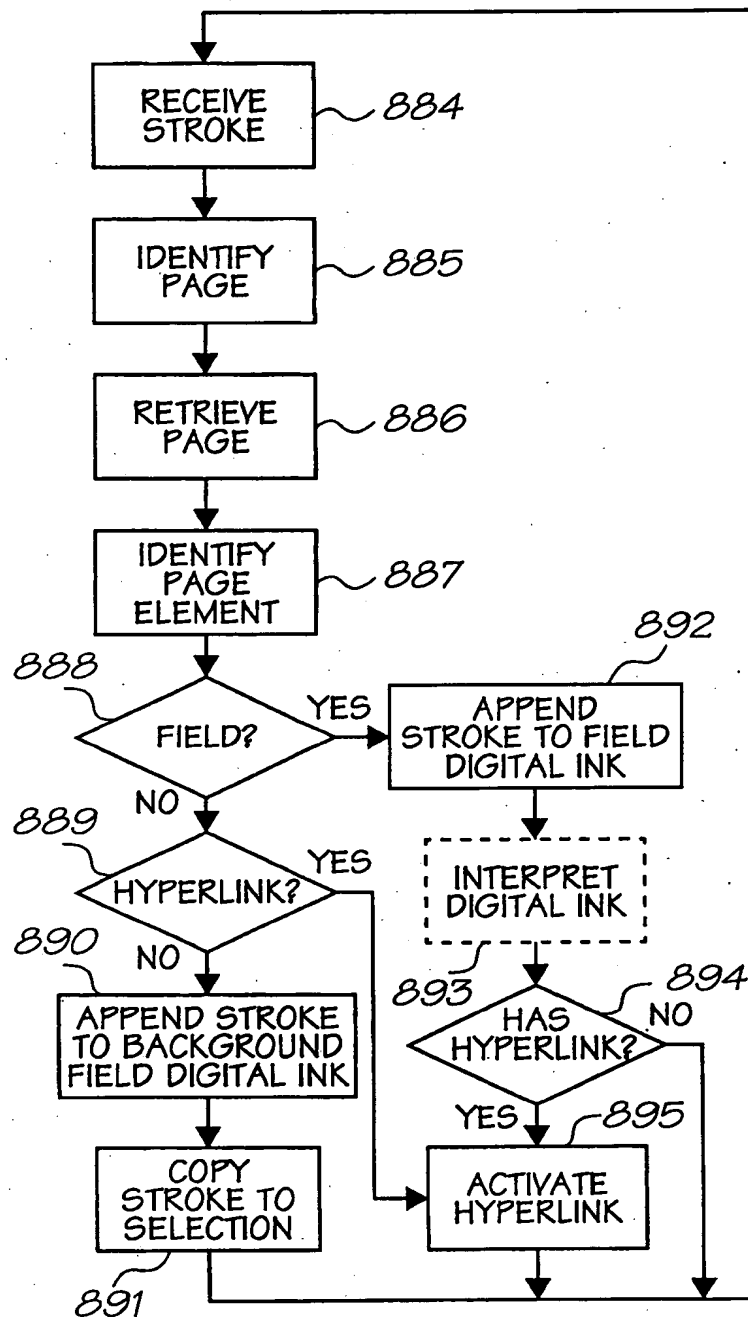 RECEIVE
STROKE
884
IDENTIFY
PAGE
885
RETRIEVE
PAGE
886
IDENTIFY
PAGE
ELEMENT
887
888
FIELD?
YES
NO
892
APPEND
STROKE TO FIELD
DIGITAL INK
889
HYPERLINK?
YES
NO
INTERPRET
DIGITAL INK
893
890
APPEND STROKE
TO BACKGROUND
FIELD DIGITAL INK
894
HAS
HYPERLINK?
NO
YES
895
COPY
STROKE TO
SELECTION
891
ACTIVATE
HYPERLINK